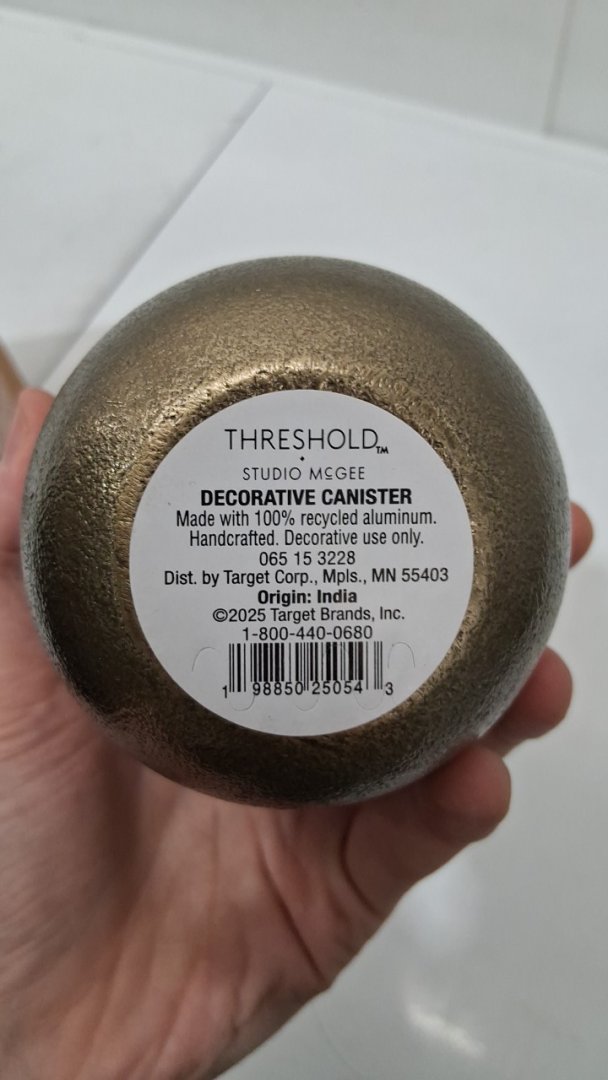 THRESHOLD™
STUDIO McGEE
DECORATIVE CANISTER
Made with 100% recycled aluminum.
Handcrafted. Decorative use only.
065 15 3228
Dist. by Target Corp., Mpls., MN 55403
Origin: India
©2025 Target Brands, Inc.
1-800-440-0680
1 98850 25054 3